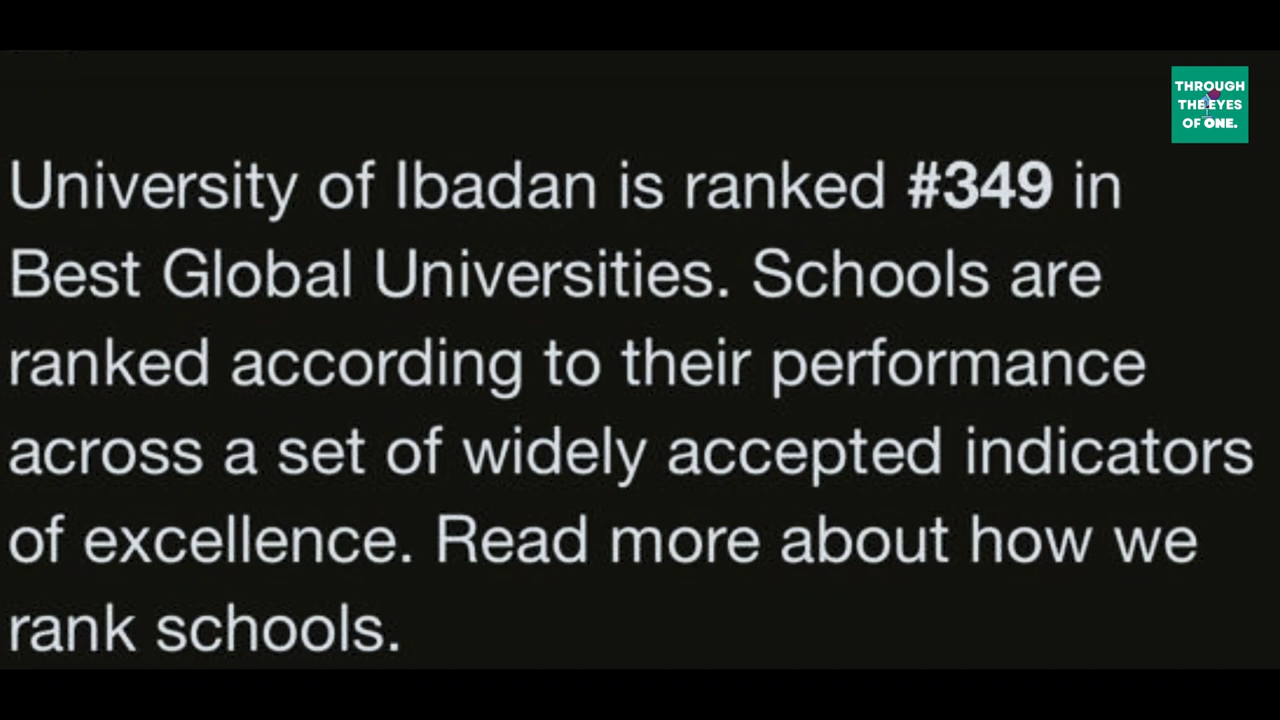 THROUGH
THE EYES
OF ONE.
University of Ibadan is ranked #349 in
Best Global Universities. Schools are
ranked according to their performance
across a set of widely accepted indicators
of excellence. Read more about how we
rank schools.